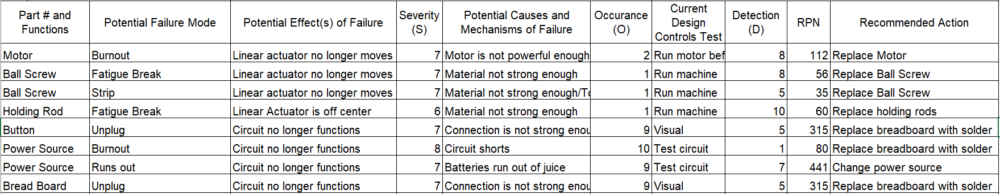 Part # and Functions | Potential Failure Mode | Potential Effect(s) of Failure | Severity (S) | Potential Causes and Mechanisms of Failure | Occurance (O) | Current Design Controls Test | Detection (D) | RPN | Recommended Action
Motor | Burnout | Linear actuator no longer moves | 7 | Motor is not powerful enough | 2 | Run motor bef | 8 | 112 | Replace Motor
Ball Screw | Fatigue Break | Linear actuator no longer moves | 7 | Material not strong enough | 1 | Run machine | 8 | 56 | Replace Ball Screw
Ball Screw | Strip | Linear actuator no longer moves | 7 | Material not strong enough/To | 1 | Run machine | 5 | 35 | Replace Ball Screw
Holding Rod | Fatigue Break | Linear Actuator is off center | 6 | Material not strong enough | 1 | Run machine | 10 | 60 | Replace holding rods
Button | Unplug | Circuit no longer functions | 7 | Connection is not strong enou | 9 | Visual | 5 | 315 | Replace breadboard with solder
Power Source | Burnout | Circuit no longer functions | 8 | Circuit shorts | 10 | Test circuit | 1 | 80 | Replace breadboard with solder
Power Source | Runs out | Circuit no longer functions | 7 | Batteries run out of juice | 9 | Test circuit | 7 | 441 | Change power source
Bread Board | Unplug | Circuit no longer functions | 7 | Connection is not strong enou | 9 | Visual | 5 | 315 | Replace breadboard with solder